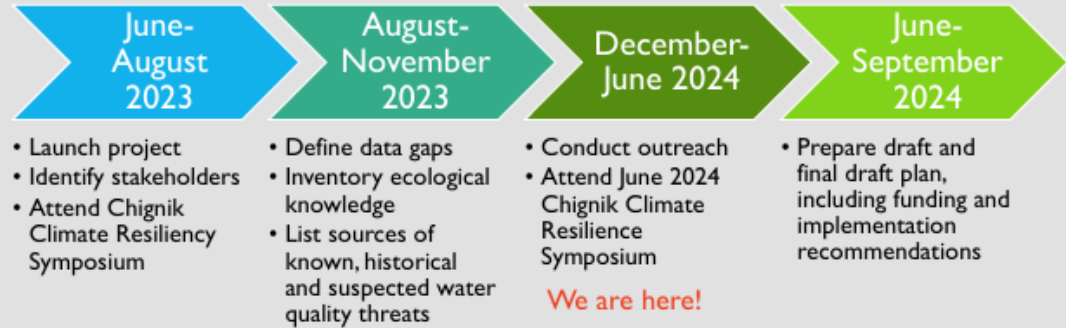 June-
August
2023
• Launch project
• Identify stakeholders
• Attend Chignik
Climate Resiliency
Symposium
August-
November
2023
• Define data gaps
• Inventory ecological
knowledge
• List sources of
known, historical
and suspected water
quality threats
December-
June 2024
• Conduct outreach
• Attend June 2024
Chignik Climate
Resilience
Symposium
We are here!
June-
September
2024
• Prepare draft and
final draft plan,
including funding and
implementation
recommendations